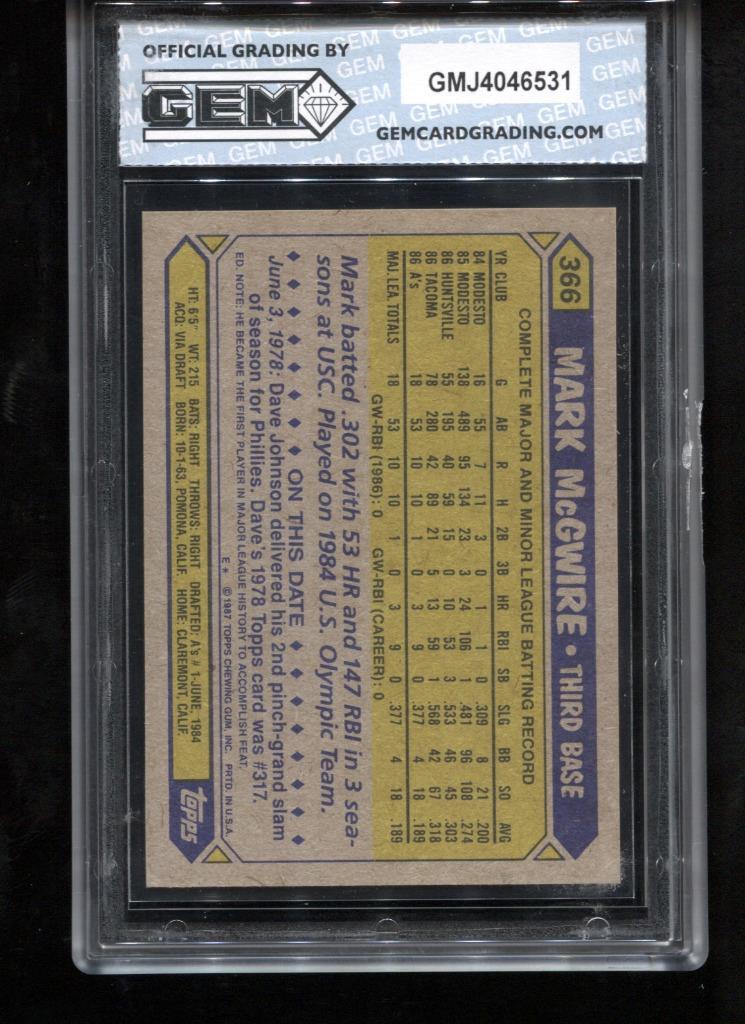 OFFICIAL GRADING BY
GEM
GMJ4046531
GEMCARDGRADING.COM
366 MARK McGWIRE • THIRD BASE
COMPLETE MAJOR AND MINOR LEAGUE BATTING RECORD
YR CLUB G AB R H 2B 3B HR RBI SB SLG BB SO AVG
84 MODESTO 16 55 7 11 3 0 1 1 0 .309 8 21 .200
85 MODESTO 138 489 95 134 23 3 24 106 1 .481 96 108 .274
86 HUNTSVILLE 55 195 40 59 15 0 10 53 3 .533 46 45 .303
86 TACOMA 78 280 42 89 21 5 13 59 1 .568 42 67 .318
86 A's 18 53 10 10 1 0 3 9 0 .377 4 18 .189
MAJ. LEA. TOTALS 18 53 10 10 1 0 3 9 0 .377 4 18 .189
GW-RBI (1986): 0 GW-RBI (CAREER): 0
Mark batted .302 with 53 HR and 147 RBI in 3 sea-
sons at USC. Played on 1984 U.S. Olympic Team.
ON THIS DATE
June 3, 1978: Dave Johnson delivered his 2nd pinch-grand slam
of season for Phillies. Dave's 1978 Topps card was #317.
ED. NOTE: HE BECAME THE FIRST PLAYER IN MAJOR LEAGUE HISTORY TO ACCOMPLISH FEAT.
E* ©1987 TOPPS CHEWING GUM, INC. PRTD. IN U.S.A.
HT: 6'5" WT: 215 BATS: RIGHT THROWS: RIGHT DRAFTED: A's #1-JUNE, 1984
ACQ: VIA DRAFT BORN: 10-1-63, POMONA, CALIF. HOME: CLAREMONT, CALIF.
topps